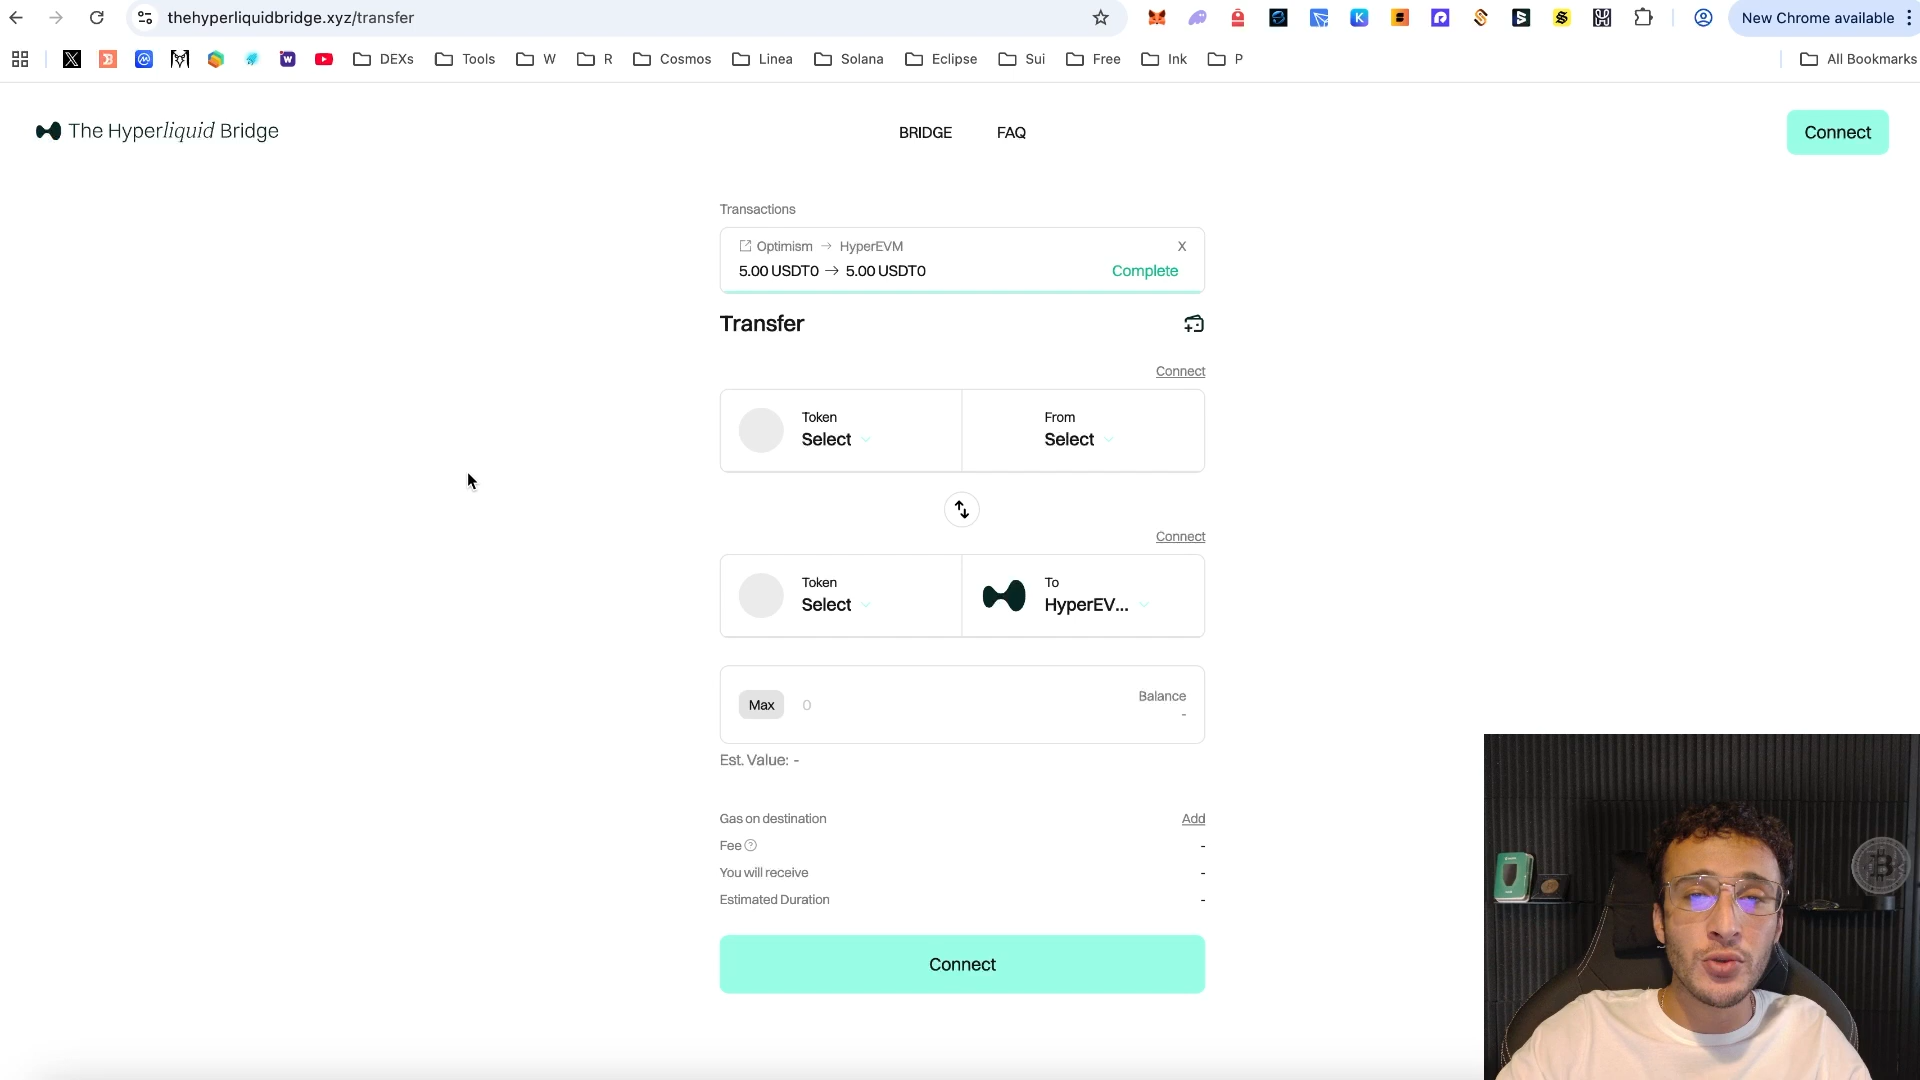 thehyperliquidbridge.xyz/transfer
New Chrome available
DEXs
Tools
W
R
Cosmos
Linea
Solana
Eclipse
Sui
Free
Ink
P
All Bookmarks
The Hyperliquid Bridge
BRIDGE
FAQ
Connect
Transactions
Optimism → HyperEVM
X
5.00 USDT0 → 5.00 USDT0
Complete
Transfer
Connect
Token
Select
From
Select
Connect
Token
Select
To
HyperEV...
Max
0
Balance
-
Est. Value: -
Gas on destination
Add
Fee
-
You will receive
-
Estimated Duration
-
Connect